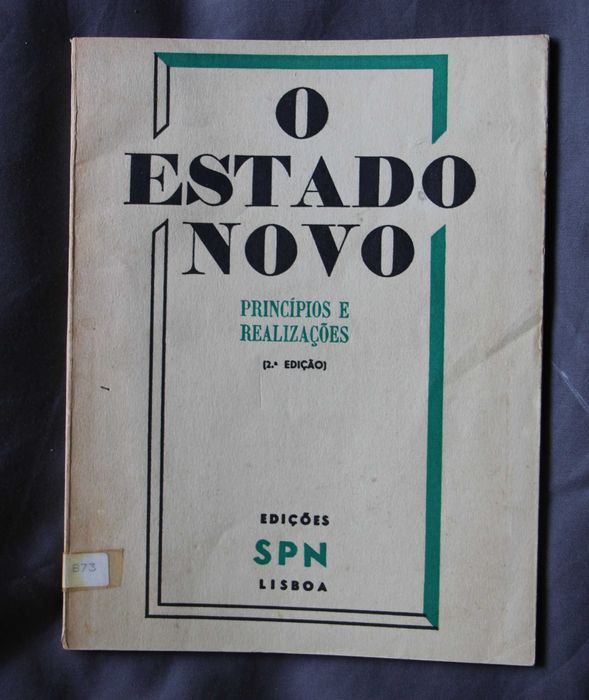 O
ESTADO
NOVO
PRINCÍPIOS E
REALIZAÇÕES
(2.ª EDIÇÃO)
EDIÇÕES
SPN
LISBOA
873